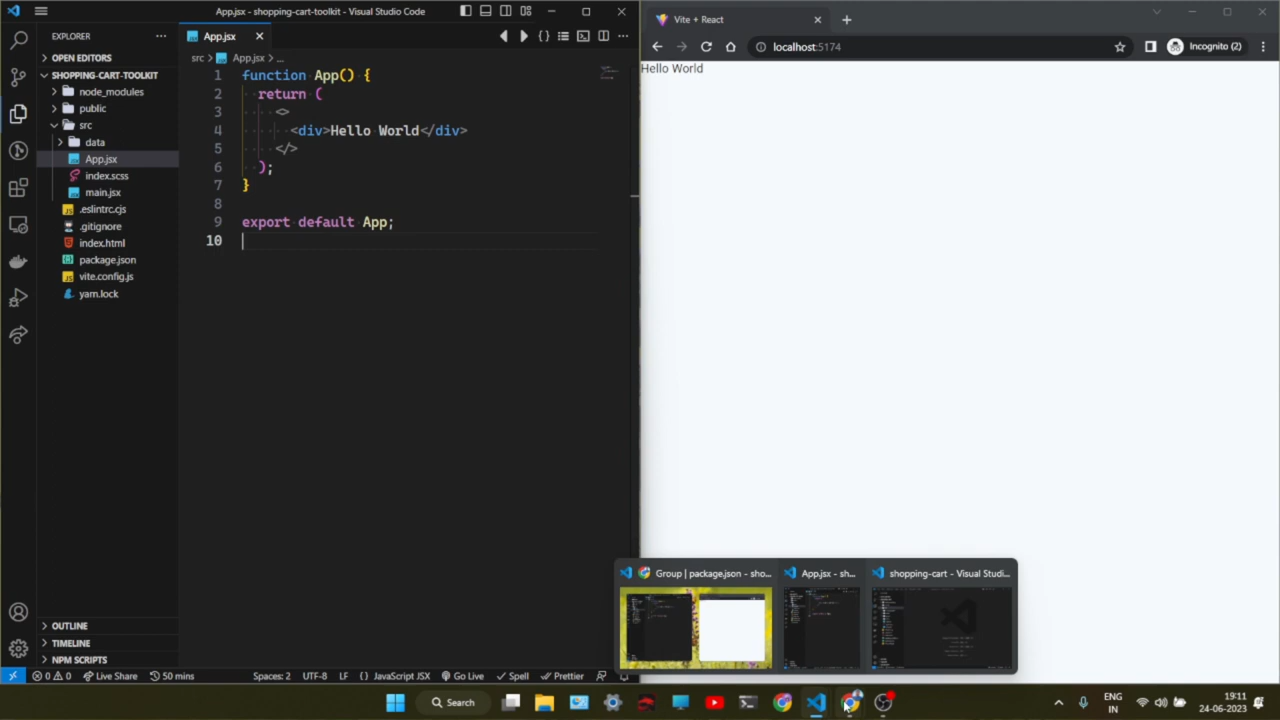 App.jsx - shopping-cart-toolkit - Visual Studio Code
EXPLORER
OPEN EDITORS
SHOPPING-CART-TOOLKIT
node_modules
public
src
data
App.jsx
index.scss
main.jsx
.eslintrc.cjs
.gitignore
index.html
package.json
vite.config.js
yarn.lock
OUTLINE
TIMELINE
NPM SCRIPTS
App.jsx
src > App.jsx > ...
1 function App() {
2 return (
3 <>
4 <div>Hello World</div>
5 </>
6 );
7 }
8
9 export default App;
10
0 0 Live Share 50 mins Spaces: 2 UTF-8 LF {} JavaScript JSX Go Live Spell Prettier
Vite + React
localhost:5174
Incognito (2)
Hello World
Group | package.json - sho...
App.jsx - sh...
shopping-cart - Visual Studi...
Search
ENG
IN
19:11
24-06-2023